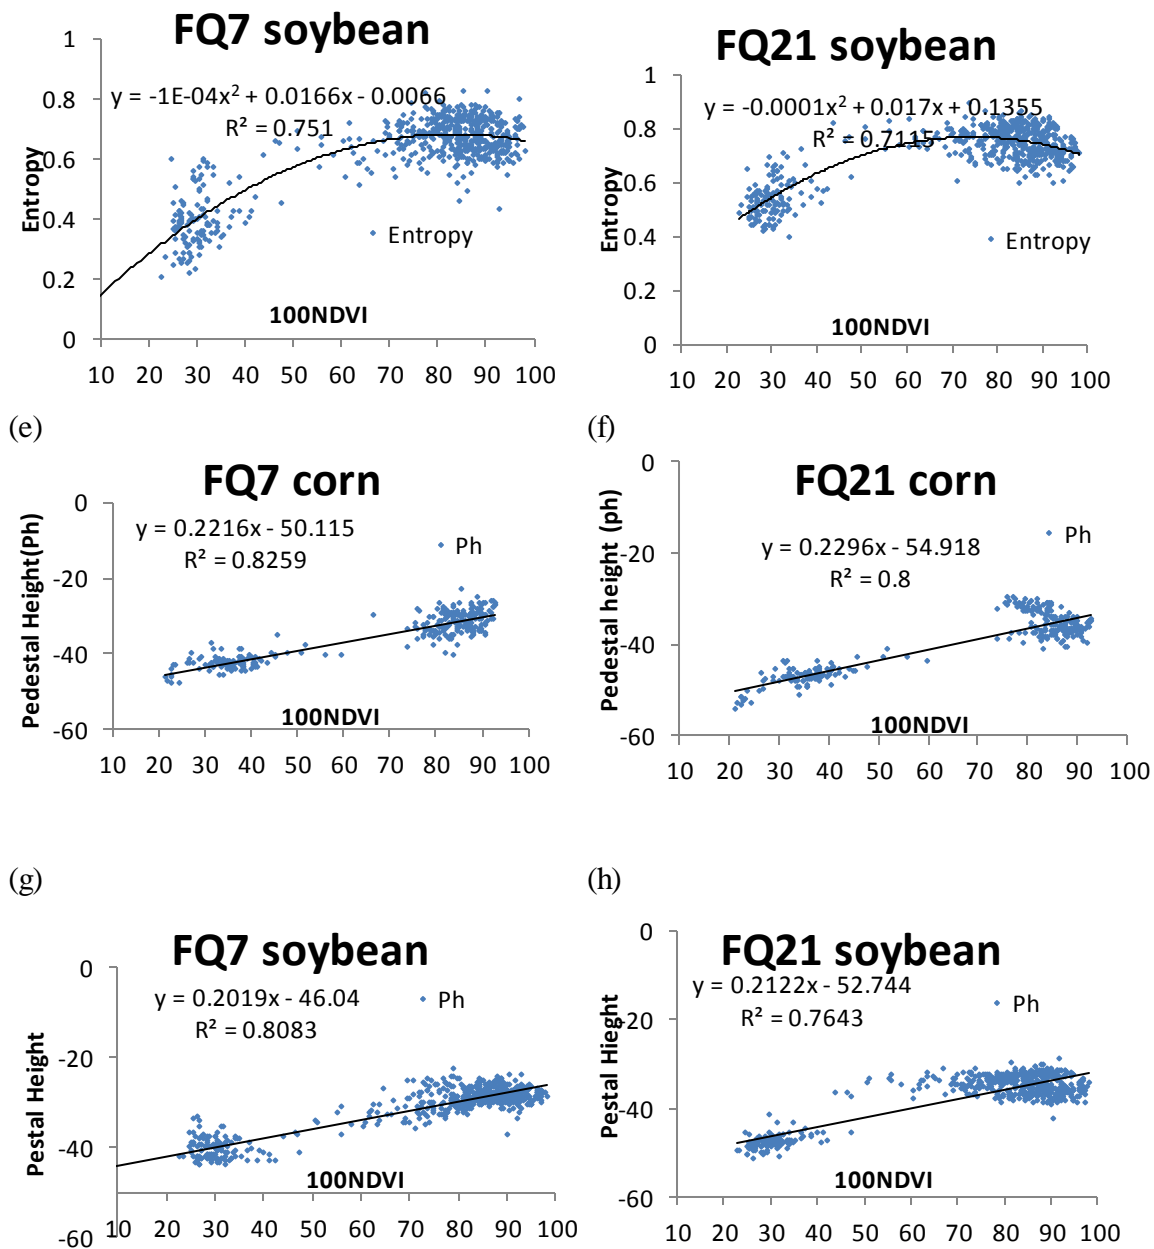 FQ7 soybean
y = -1E-04x² + 0.0166x - 0.0066
R² = 0.751
1
0.8
0.6
0.4
0.2
0
Entropy
Entropy
100NDVI
10 20 30 40 50 60 70 80 90 100
FQ21 soybean
y = -0.0001x² + 0.017x + 0.1355
R² = 0.7115
1
0.8
0.6
0.4
0.2
0
Entropy
Entropy
100NDVI
10 20 30 40 50 60 70 80 90 100
(e)
(f)
FQ7 corn
y = 0.2216x - 50.115
R² = 0.8259
0
-20
-40
-60
Pedestal Height(Ph)
Ph
100NDVI
10 20 30 40 50 60 70 80 90 100
FQ21 corn
y = 0.2296x - 54.918
R² = 0.8
0
-20
-40
-60
Pedestal height (ph)
Ph
100NDVI
10 20 30 40 50 60 70 80 90 100
(g)
(h)
FQ7 soybean
y = 0.2019x - 46.04
R² = 0.8083
0
-20
-40
-60
Pestal Height
Ph
100NDVI
10 20 30 40 50 60 70 80 90 100
FQ21 soybean
y = 0.2122x - 52.744
R² = 0.7643
0
-20
-40
-60
Pestal Hieght
Ph
100NDVI
10 20 30 40 50 60 70 80 90 100